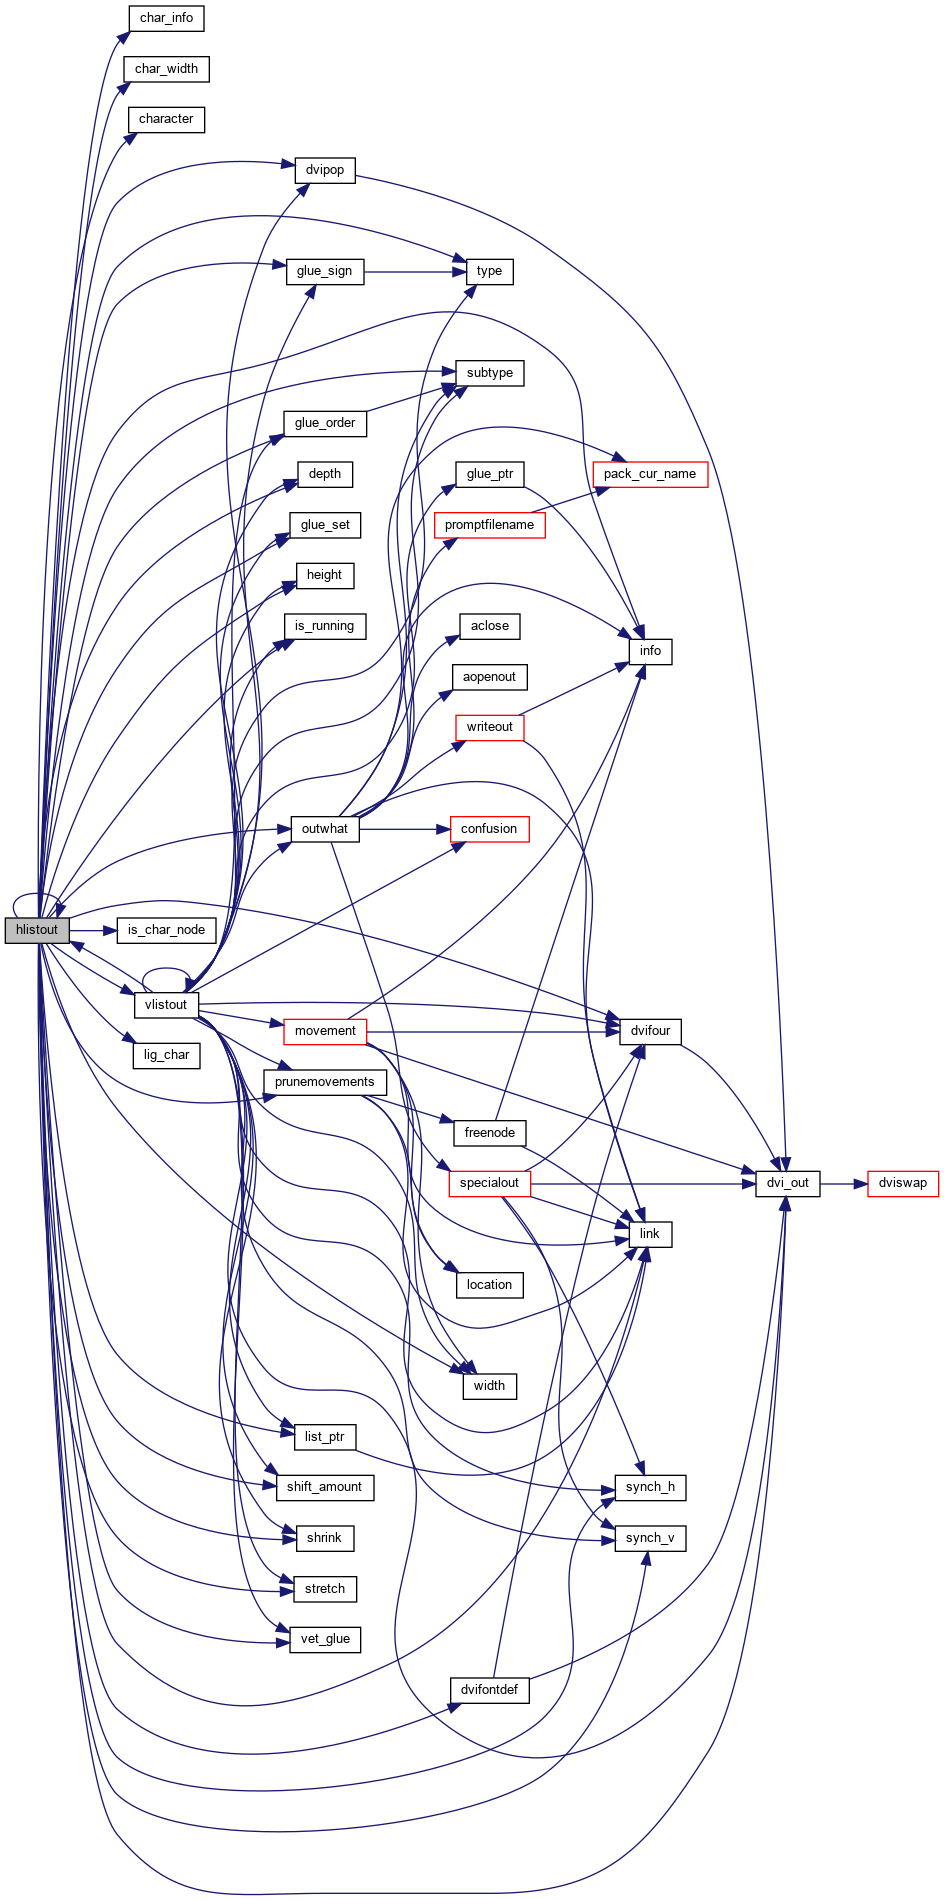 char_info
char_width
character
dvipop
glue_sign
type
subtype
glue_order
depth
glue_ptr
pack_cur_name
glue_set
promptfilename
height
is_running
aclose
info
aopenout
writeout
outwhat
confusion
hlistout
is_char_node
vlistout
movement
dvifour
lig_char
prunemovements
freenode
specialout
dvi_out
dviswap
link
location
width
list_ptr
shift_amount
synch_h
shrink
synch_v
stretch
vet_glue
dvifontdef